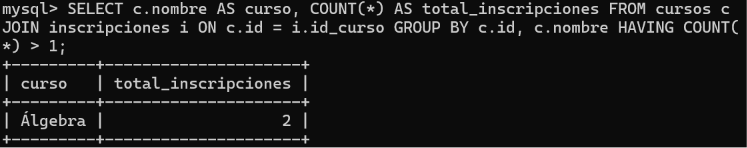 mysql> SELECT c.nombre AS curso, COUNT(*) AS total_inscripciones FROM cursos c
JOIN inscripciones i ON c.id = i.id_curso GROUP BY c.id, c.nombre HAVING COUNT(
*) > 1;
+---------+---------------------+
| curso   | total_inscripciones |
+---------+---------------------+
| Álgebra |                   2 |
+---------+---------------------+